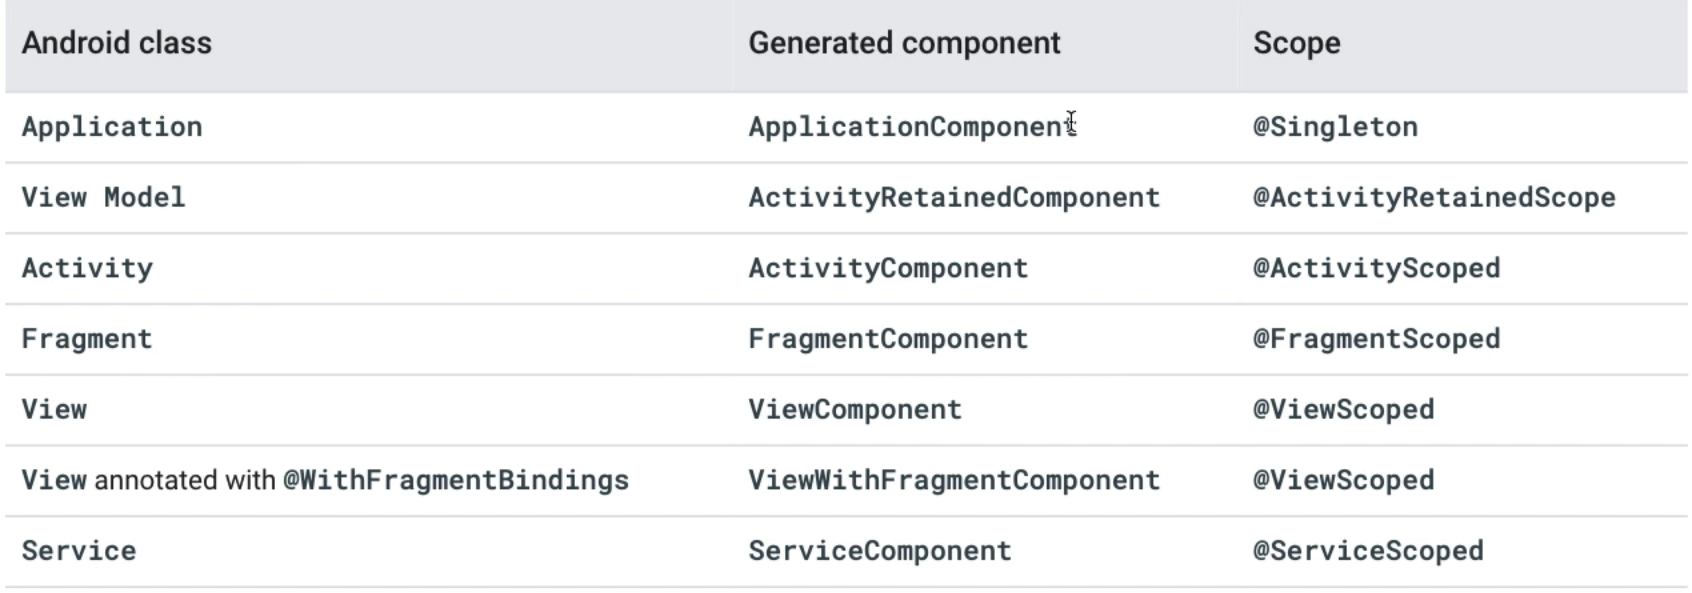 Android class Generated component Scope
Application ApplicationComponent @Singleton
View Model ActivityRetainedComponent @ActivityRetainedScope
Activity ActivityComponent @ActivityScoped
Fragment FragmentComponent @FragmentScoped
View ViewComponent @ViewScoped
View annotated with @WithFragmentBindings ViewWithFragmentComponent @ViewScoped
Service ServiceComponent @ServiceScoped